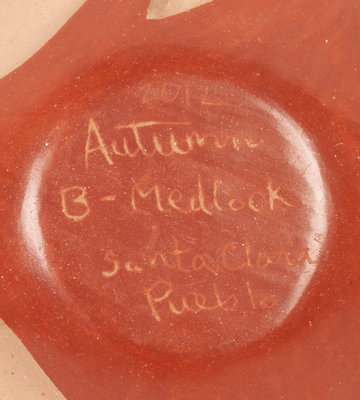 2012
Autumn
B-Medlock
Santa Clara
Pueblo